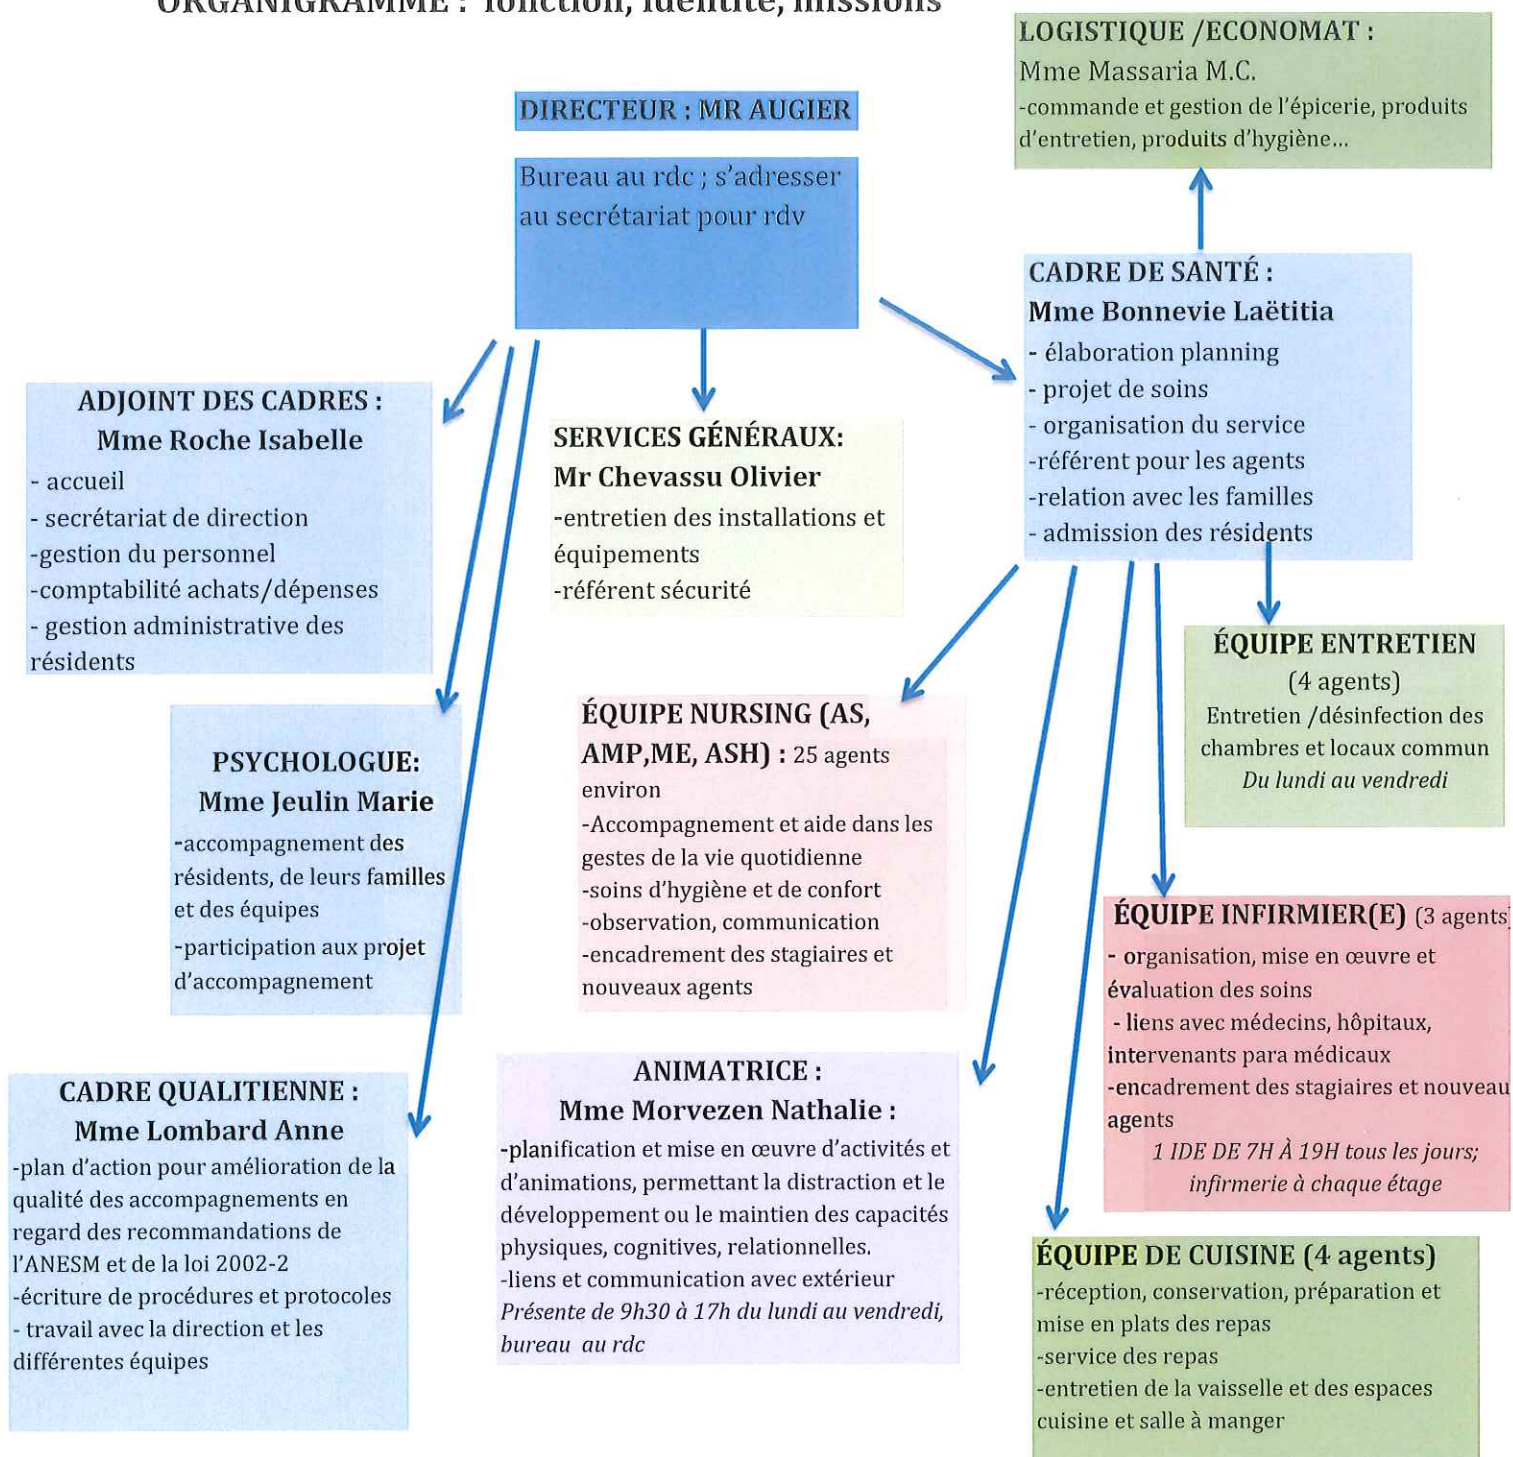 ORGANIGRAMME : fonction, identité, missions
LOGISTIQUE /ECONOMAT :
Mme Massaria M.C.
-commande et gestion de l'épicerie, produits
d'entretien, produits d'hygiène...
DIRECTEUR : MR AUGIER
Bureau au rdc ; s'adresser
au secrétariat pour rdv
CADRE DE SANTÉ :
Mme Bonnevie Laëtitia
- élaboration planning
- projet de soins
- organisation du service
-référent pour les agents
-relation avec les familles
- admission des résidents
ADJOINT DES CADRES :
Mme Roche Isabelle
- accueil
- secrétariat de direction
-gestion du personnel
-comptabilité achats/dépenses
- gestion administrative des
résidents
SERVICES GÉNÉRAUX:
Mr Chevassu Olivier
-entretien des installations et
équipements
-référent sécurité
ÉQUIPE ENTRETIEN
(4 agents)
Entretien /désinfection des
chambres et locaux commun
Du lundi au vendredi
PSYCHOLOGUE:
Mme Jeulin Marie
-accompagnement des
résidents, de leurs familles
et des équipes
-participation aux projet
d'accompagnement
ÉQUIPE NURSING (AS,
AMP,ME, ASH) : 25 agents
environ
-Accompagnement et aide dans les
gestes de la vie quotidienne
-soins d'hygiène et de confort
-observation, communication
-encadrement des stagiaires et
nouveaux agents
ÉQUIPE INFIRMIER(E) (3 agents)
- organisation, mise en œuvre et
évaluation des soins
- liens avec médecins, hôpitaux,
intervenants para médicaux
-encadrement des stagiaires et nouveau
agents
1 IDE DE 7H À 19H tous les jours;
infirmerie à chaque étage
CADRE QUALITIENNE :
Mme Lombard Anne
-plan d'action pour amélioration de la
qualité des accompagnements en
regard des recommandations de
l'ANESM et de la loi 2002-2
-écriture de procédures et protocoles
- travail avec la direction et les
différentes équipes
ANIMATRICE :
Mme Morvezen Nathalie :
-planification et mise en œuvre d'activités et
d'animations, permettant la distraction et le
développement ou le maintien des capacités
physiques, cognitives, relationnelles.
-liens et communication avec extérieur
Présente de 9h30 à 17h du lundi au vendredi,
bureau au rdc
ÉQUIPE DE CUISINE (4 agents)
-réception, conservation, préparation et
mise en plats des repas
-service des repas
-entretien de la vaisselle et des espaces
cuisine et salle à manger